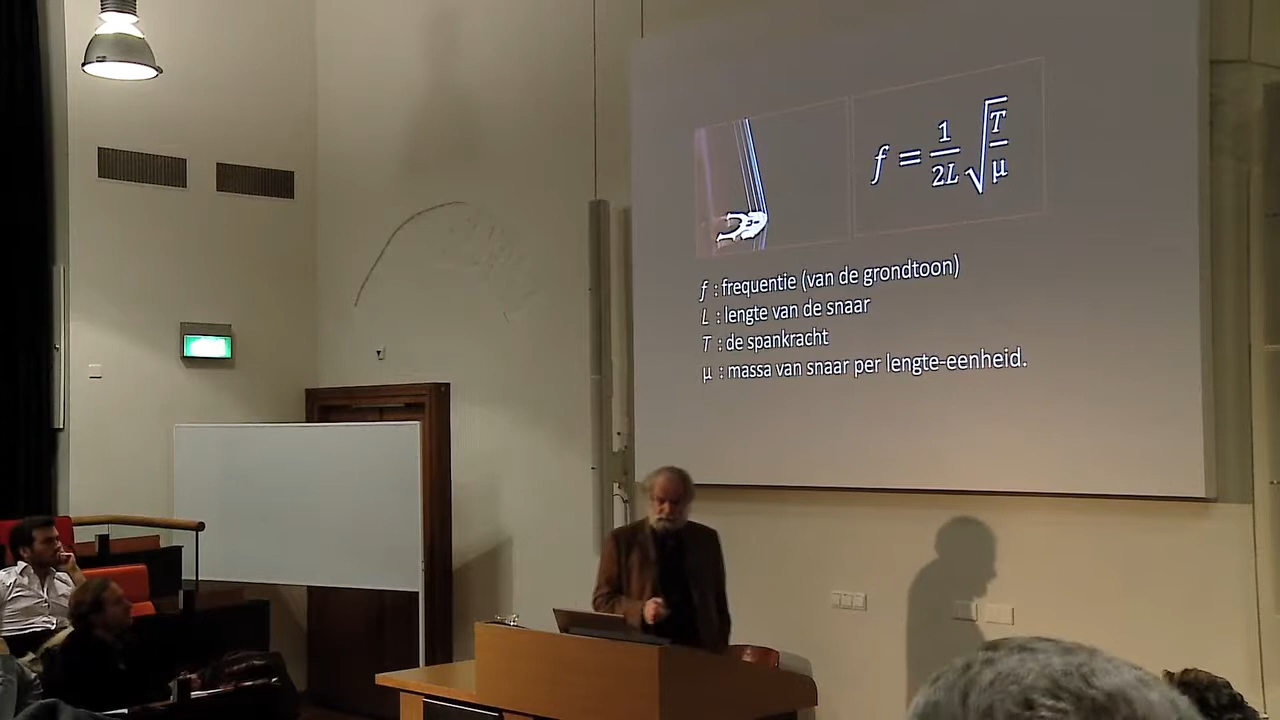 f = 1/2L √T/μ
f : frequentie (van de grondtoon)
L : lengte van de snaar
T : de spankracht
μ : massa van snaar per lengte-eenheid.